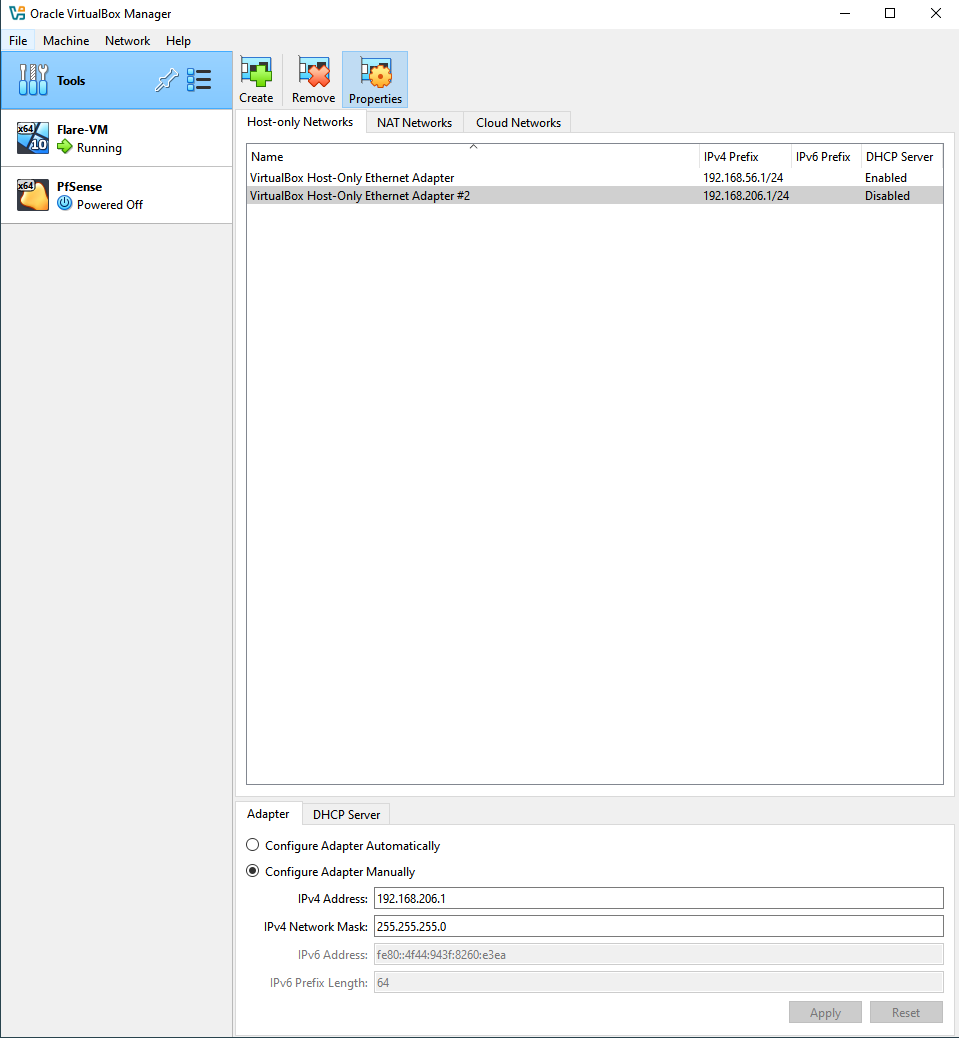 Oracle VirtualBox Manager
File Machine Network Help
Tools
x64 10 Flare-VM
Running
x64 PfSense
Powered Off
Create Remove Properties
Host-only Networks NAT Networks Cloud Networks
Name IPv4 Prefix IPv6 Prefix DHCP Server
VirtualBox Host-Only Ethernet Adapter 192.168.56.1/24 Enabled
VirtualBox Host-Only Ethernet Adapter #2 192.168.206.1/24 Disabled
Adapter DHCP Server
Configure Adapter Automatically
Configure Adapter Manually
IPv4 Address: 192.168.206.1
IPv4 Network Mask: 255.255.255.0
IPv6 Address: fe80::4f44:943f:8260:e3ea
IPv6 Prefix Length: 64
Apply Reset